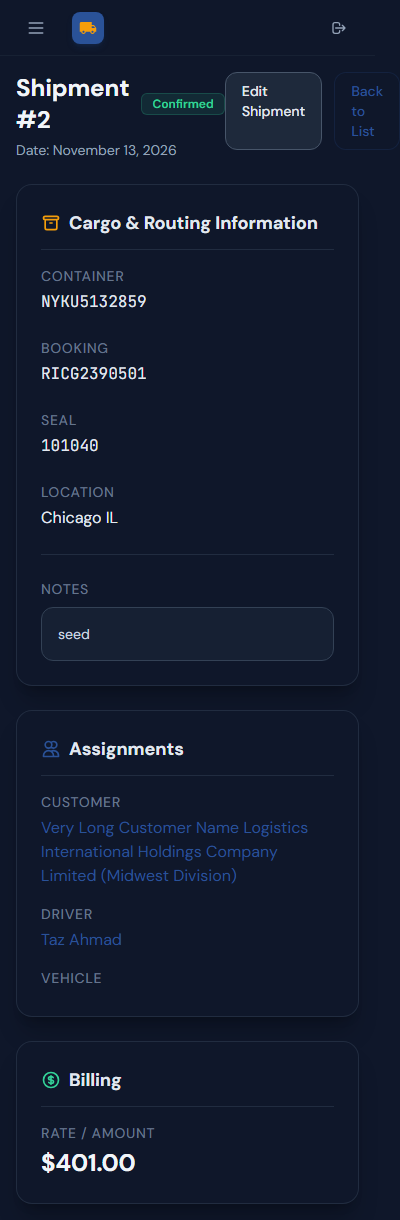 Shipment
#2
Confirmed
Edit
Shipment
Back
to
List
Date: November 13, 2026
Cargo & Routing Information
CONTAINER
NYKU5132859
BOOKING
RICG2390501
SEAL
101040
LOCATION
Chicago IL
NOTES
seed
Assignments
CUSTOMER
Very Long Customer Name Logistics
International Holdings Company
Limited (Midwest Division)
DRIVER
Taz Ahmad
VEHICLE
Billing
RATE / AMOUNT
$401.00